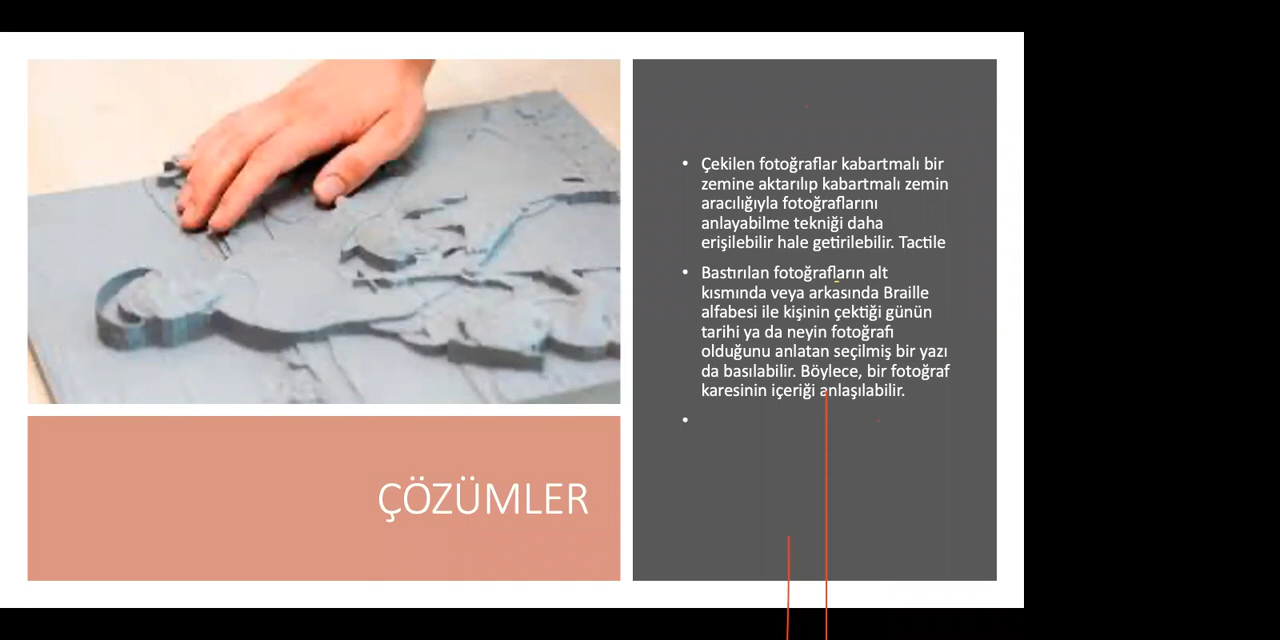 • Çekilen fotoğraflar kabartmalı bir
zemine aktarılıp kabartmalı zemin
aracılığıyla fotoğraflarını
anlayabilme tekniği daha
erişilebilir hale getirilebilir. Tactile
• Bastırılan fotoğrafların alt
kısmında veya arkasında Braille
alfabesi ile kişinin çektiği günün
tarihi ya da neyin fotoğrafı
olduğunu anlatan seçilmiş bir yazı
da basılabilir. Böylece, bir fotoğraf
karesinin içeriği anlaşılabilir.
•
ÇÖZÜMLER